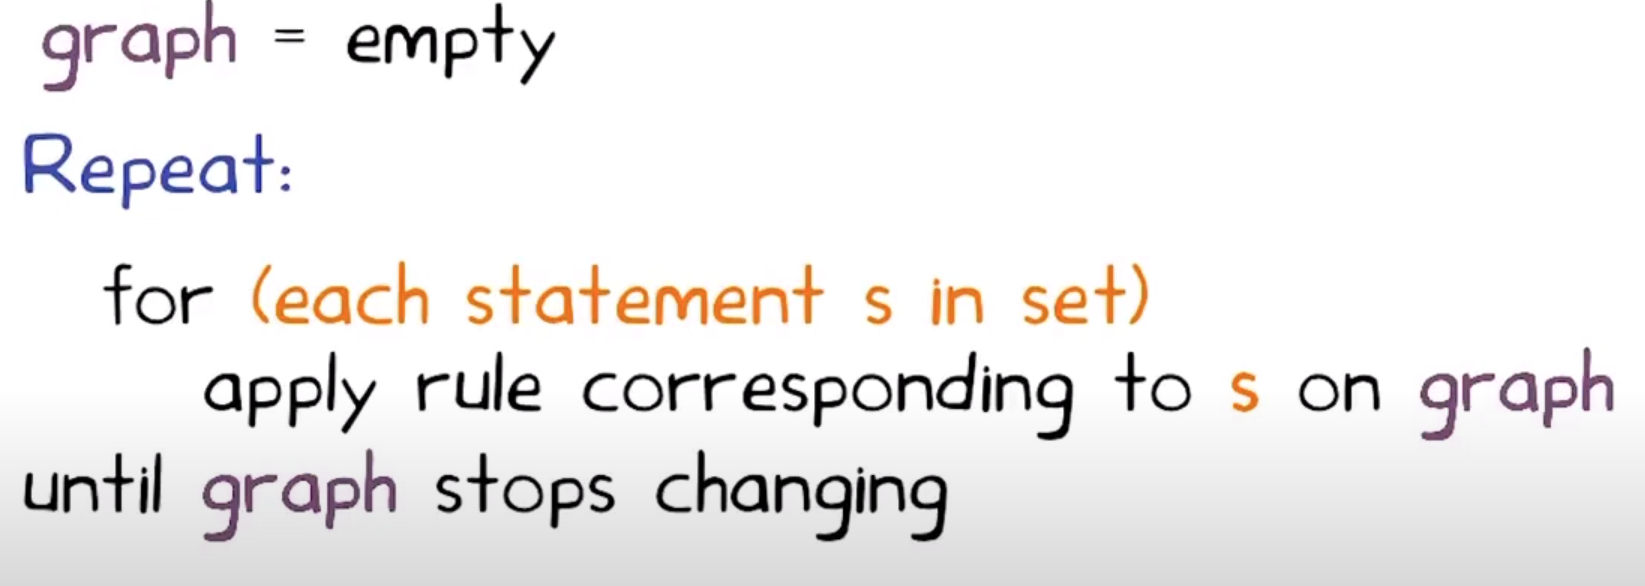 graph = empty
Repeat:
for (each statement s in set)
apply rule corresponding to s on graph
until graph stops changing